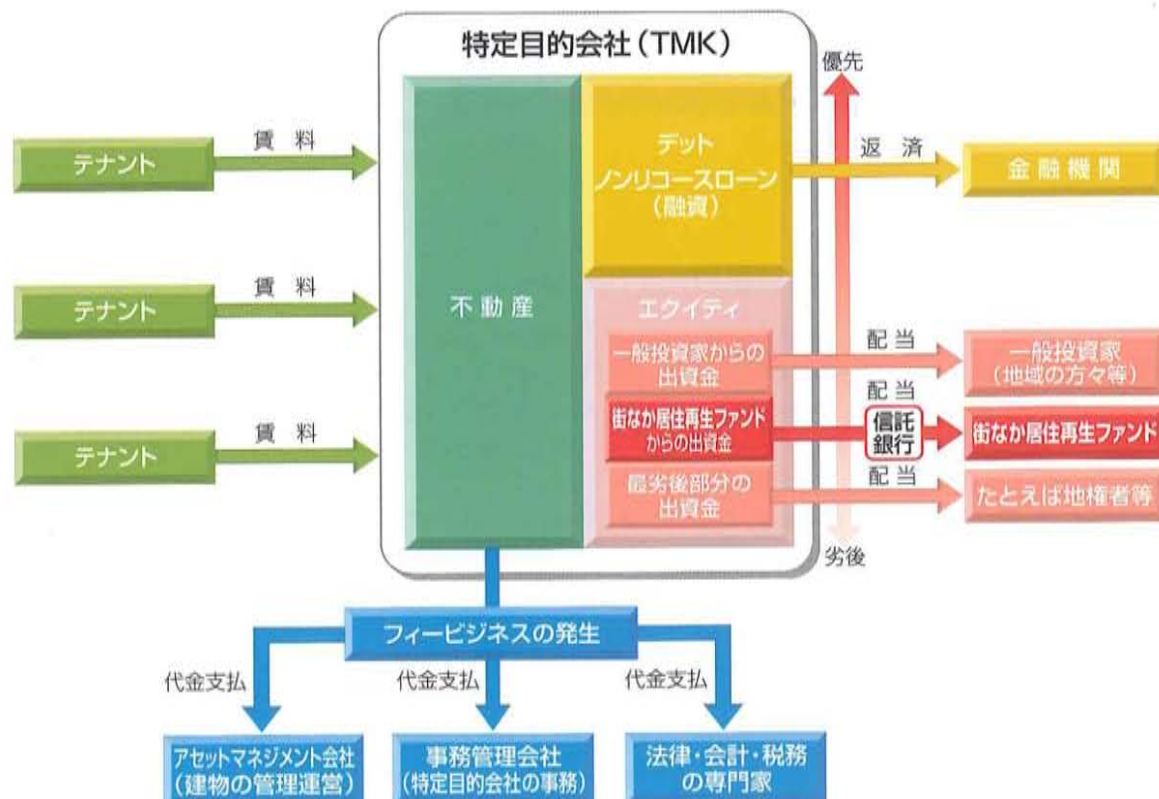 特定目的会社(TMK)
優先
テナント
賃料
テナント
賃料
テナント
賃料
不動産
デット
ノンリコースローン
(融資)
返済
金融機関
エクイティ
一般投資家からの
出資金
配当
一般投資家
(地域の方々等)
街なか居住再生ファンド
からの出資金
配当
信託
銀行
街なか居住再生ファンド
最劣後部分の
出資金
配当
たとえば地権者等
劣後
フィービジネスの発生
代金支払
代金支払
代金支払
アセットマネジメント会社
(建物の管理運営)
事務管理会社
(特定目的会社の事務)
法律・会計・税務
の専門家